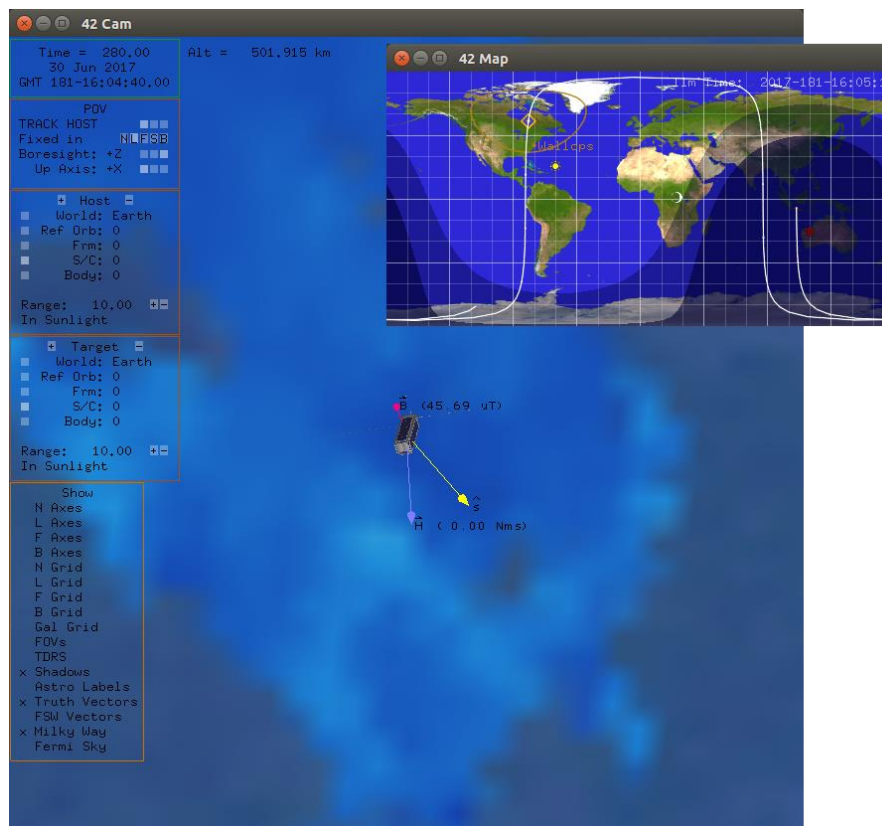 42 Cam
Time = 280.00
30 Jun 2017
GMT 181-16:04:40.00
Alt = 501.915 km
42 Map
2017-181-16:05:
Wallops
POV
TRACK HOST
Fixed in N L F S B
Boresight: +Z
Up Axis: +X
+ Host -
World: Earth
Ref Orb: 0
Frm: 0
S/C: 0
Body: 0
Range: 10.00 + -
In Sunlight
+ Target -
World: Earth
Ref Orb: 0
Frm: 0
S/C: 0
Body: 0
Range: 10.00 + -
In Sunlight
B (45.69 uT)
s
H ( 0.00 Nms)
Show
N Axes
L Axes
F Axes
B Axes
N Grid
L Grid
F Grid
B Grid
Gal Grid
FOVs
TDRS
x Shadows
Astro Labels
x Truth Vectors
FSW Vectors
x Milky Way
Fermi Sky